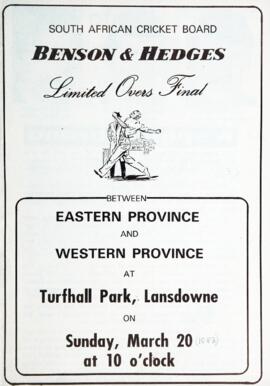 SOUTH AFRICAN CRICKET BOARD
BENSON & HEDGES
Limited Overs Final
BETWEEN
EASTERN PROVINCE
AND
WESTERN PROVINCE
AT
Turfhall Park, Lansdowne
ON
Sunday, March 20
at 10 o'clock